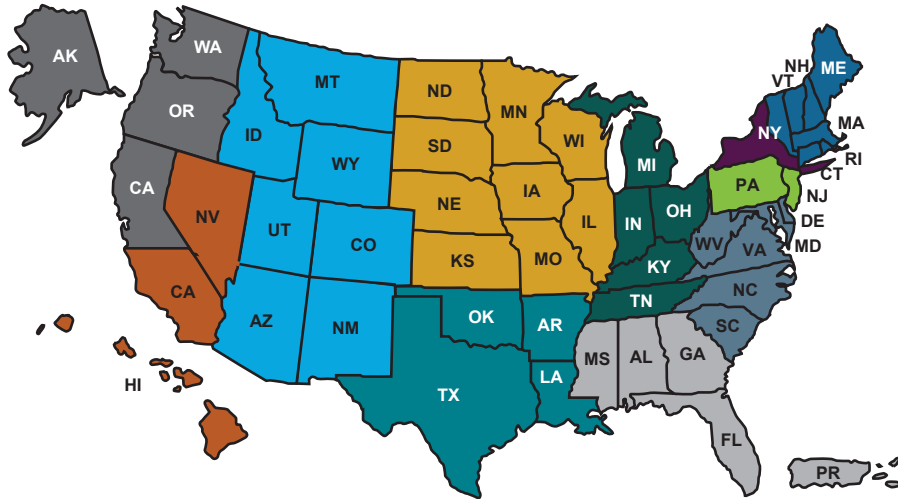 AK
WA
OR
CA
NV
CA
HI
MT
ID
WY
UT
CO
AZ
NM
ND
SD
NE
KS
MN
IA
MO
WI
IL
OK
AR
TX
LA
MI
IN
OH
KY
TN
MS
AL
GA
FL
PR
WV
VA
NC
SC
PA
NY
VT
NH
ME
MA
RI
CT
NJ
DE
MD